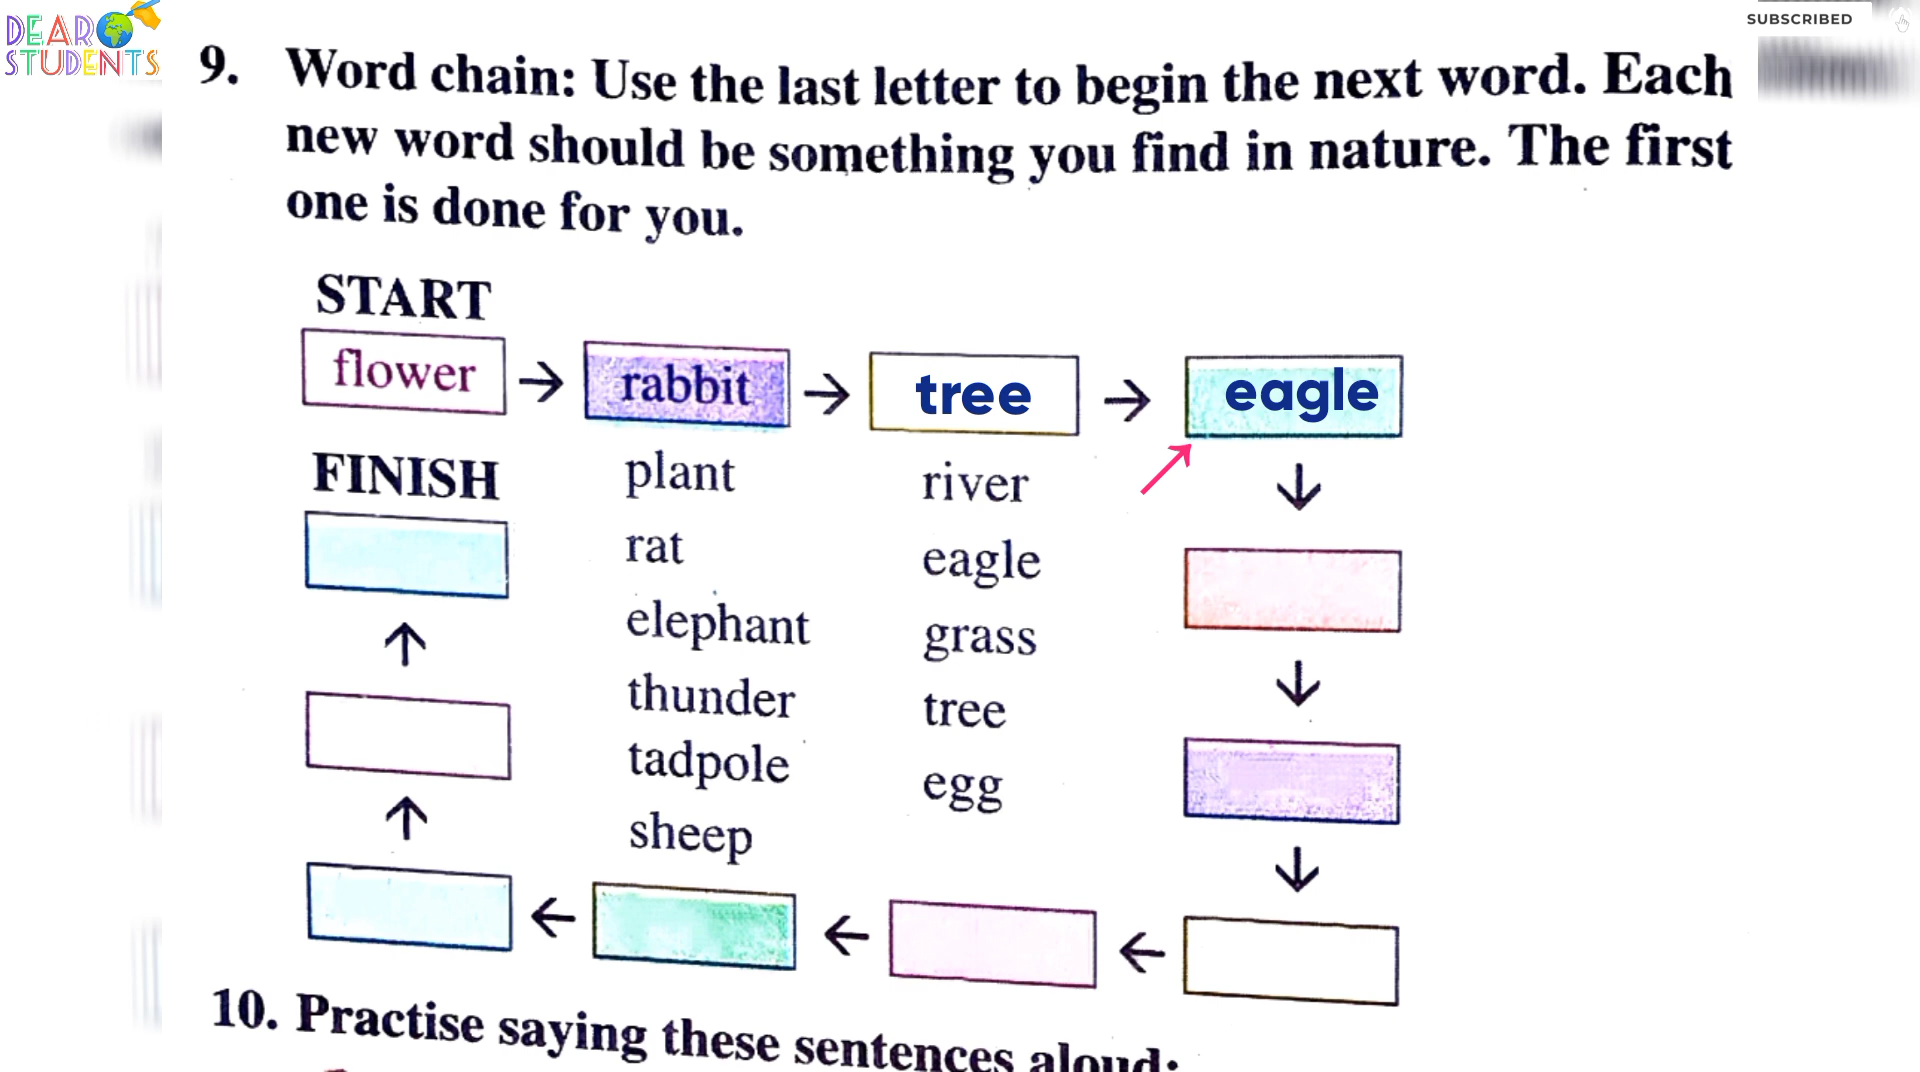 DEAR
STUDENTS
SUBSCRIBED
9. Word chain: Use the last letter to begin the next word. Each
new word should be something you find in nature. The first
one is done for you.
START
flower → rabbit → tree → eagle
FINISH
plant
rat
elephant
thunder
tadpole
sheep
river
eagle
grass
tree
egg
10. Practise saying these sentences aloud: